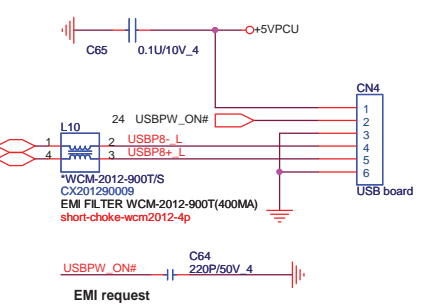 +5VPCU
C65
0.1U/10V_4
CN4
24 USBPW_ON#
1
2
3
4
5
6
L10
1
2
USBP8-_L
4
3
USBP8+_L
*WCM-2012-900T/S
USB board
CX201290009
EMI FILTER WCM-2012-900T(400MA)
short-choke-wcm2012-4p
C64
USBPW_ON#
220P/50V_4
EMI request